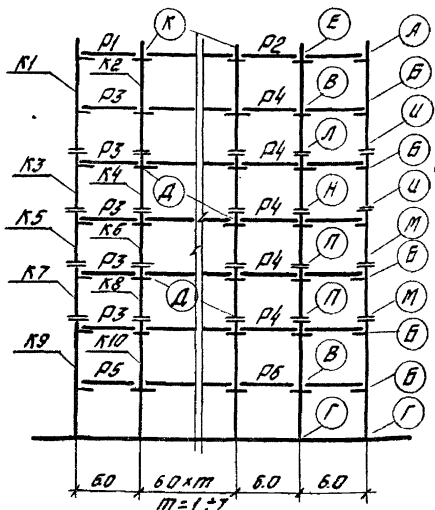 К Е А
Р1 Р2
К1 К2 Б
Р3 Р4 В
И
Л
Р3 Р4 Б
К3 К4 Д Н И
Р3 Р4
К5 К6 П М
Р3 Р4 Б
К7 К8 Д П М
Р3 Р4 Б
К9 К10 В
Р5 Р6 Б
Г Г
6.0 6.0×m 6.0 6.0
m=1÷7